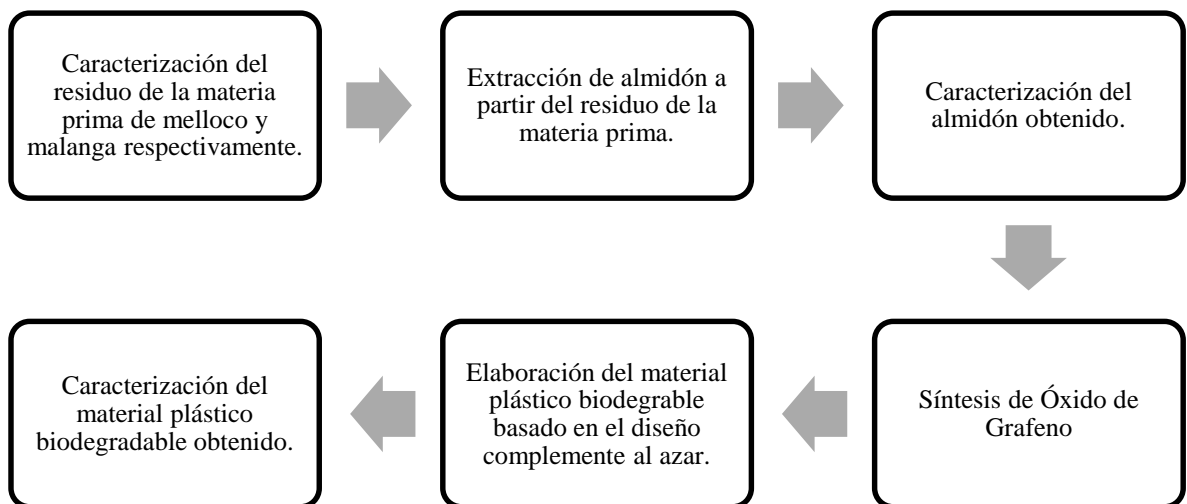 Caracterización del
residuo de la materia
prima de melloco y
malanga respectivamente.
Extracción de almidón a
partir del residuo de la
materia prima.
Caracterización del
almidón obtenido.
Síntesis de Óxido de
Grafeno
Elaboración del material
plástico biodegrable
basado en el diseño
complemente al azar.
Caracterización del
material plástico
biodegradable obtenido.